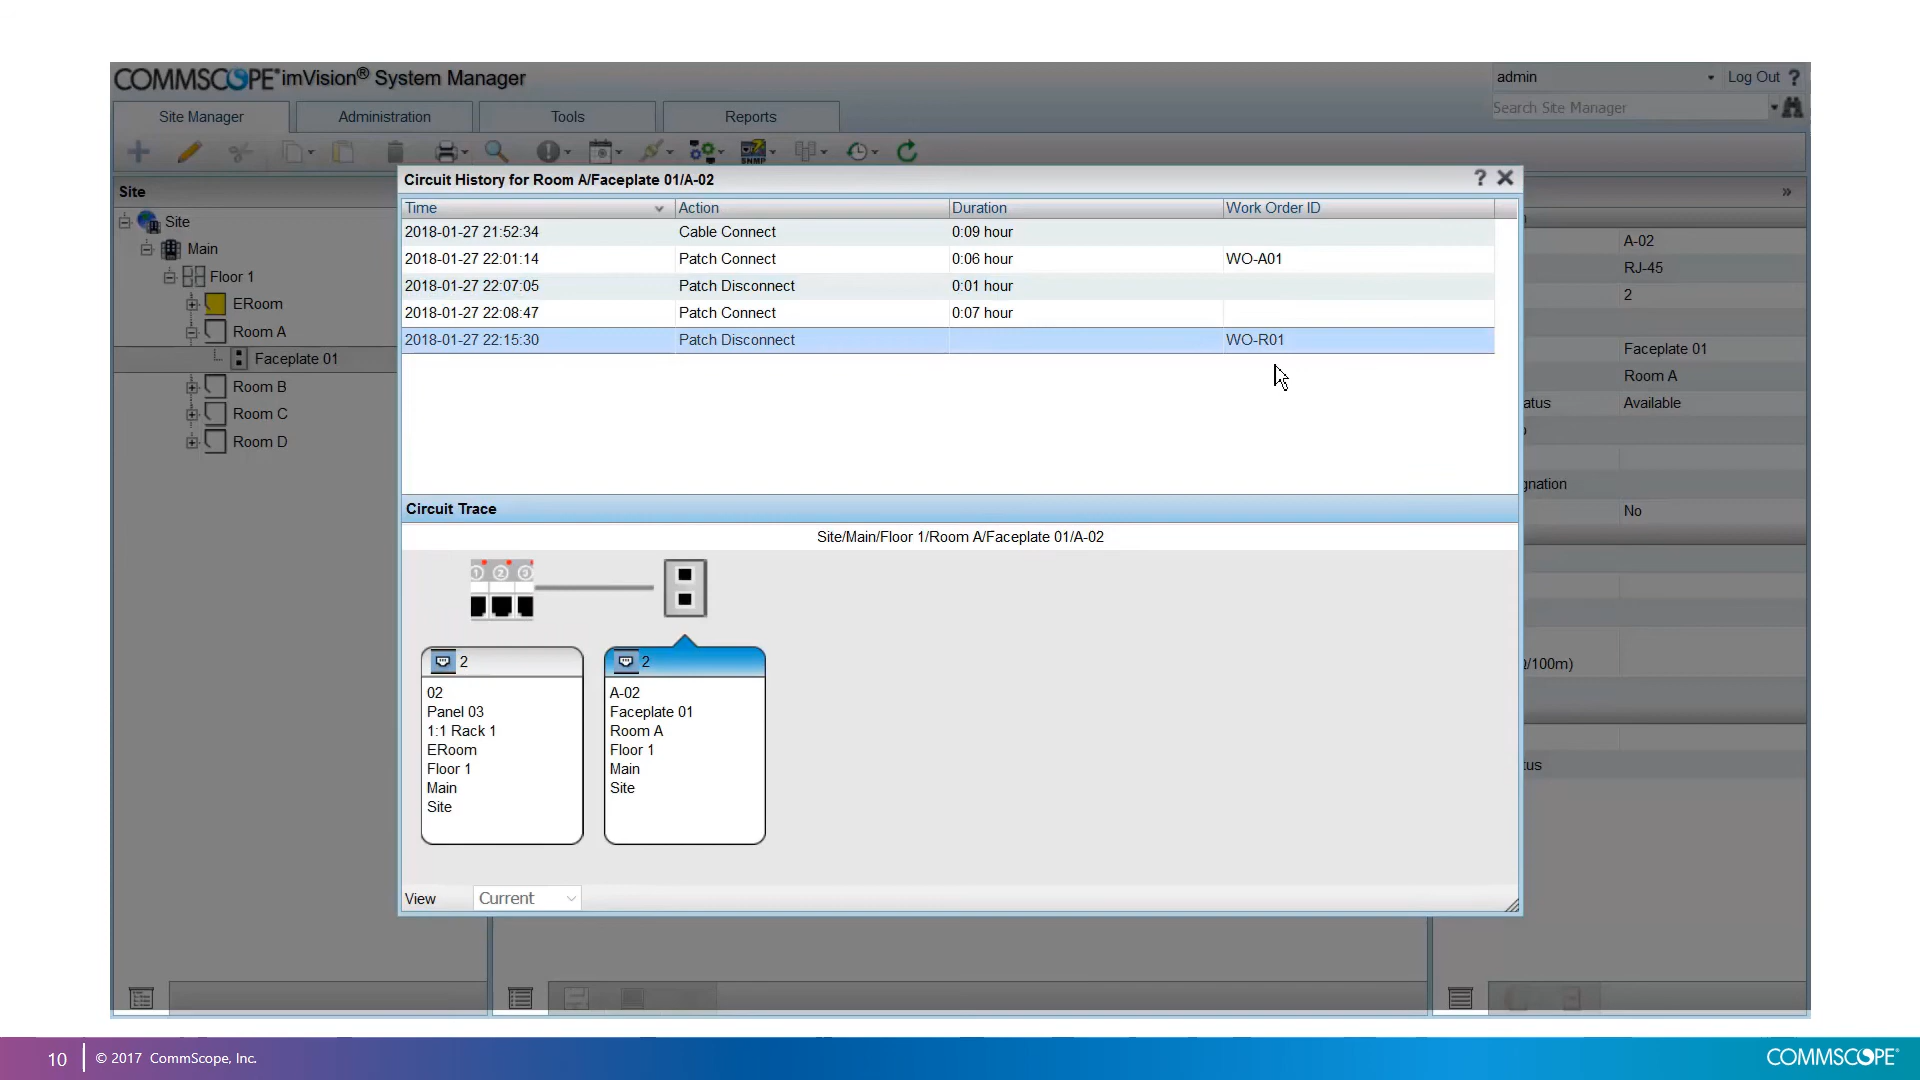 COMMSCOPE® imVision® System Manager
admin
Log Out ?
Search Site Manager
Site Manager
Administration
Tools
Reports
SNMP
Site
»
Circuit History for Room A/Faceplate 01/A-02
?
Time Action Duration Work Order ID
2018-01-27 21:52:34 Cable Connect 0:09 hour
2018-01-27 22:01:14 Patch Connect 0:06 hour WO-A01
2018-01-27 22:07:05 Patch Disconnect 0:01 hour
2018-01-27 22:08:47 Patch Connect 0:07 hour
2018-01-27 22:15:30 Patch Disconnect WO-R01
Site
Main
Floor 1
ERoom
Room A
Faceplate 01
Room B
Room C
Room D
Circuit Trace
Site/Main/Floor 1/Room A/Faceplate 01/A-02
1 2 3
2
02
Panel 03
1:1 Rack 1
ERoom
Floor 1
Main
Site
2
A-02
Faceplate 01
Room A
Floor 1
Main
Site
View Current
A-02
RJ-45
2
Faceplate 01
Room A
atus Available
gnation
No
/100m)
tus
10
© 2017 CommScope, Inc.
COMMSCOPE®